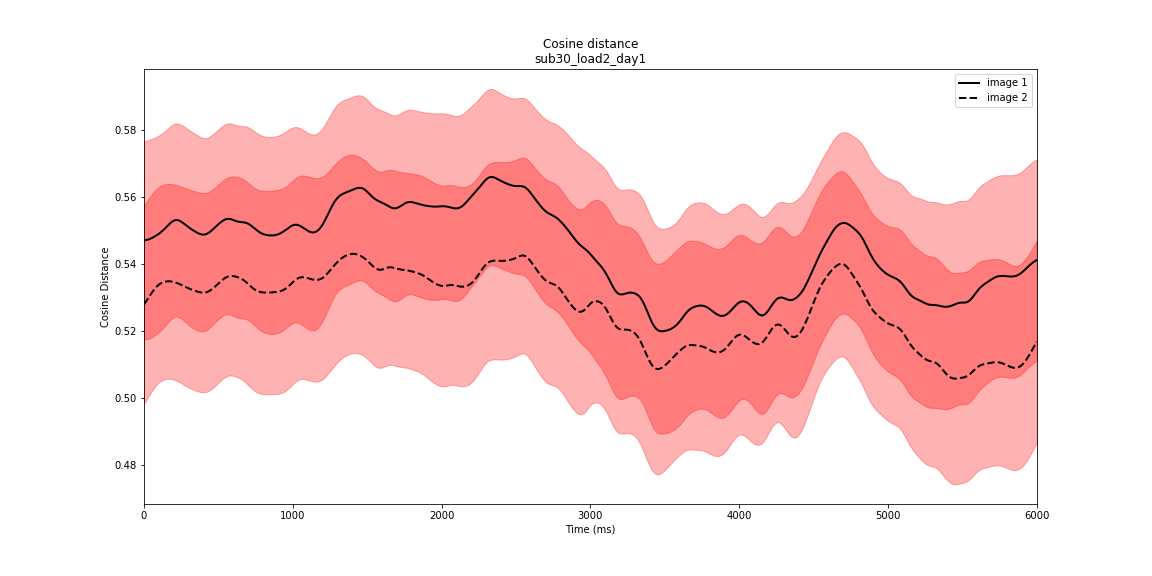 Cosine distance
sub30_load2_day1
image 1
image 2
Cosine Distance
0.58
0.56
0.54
0.52
0.50
0.48
0
1000
2000
3000
4000
5000
6000
Time (ms)